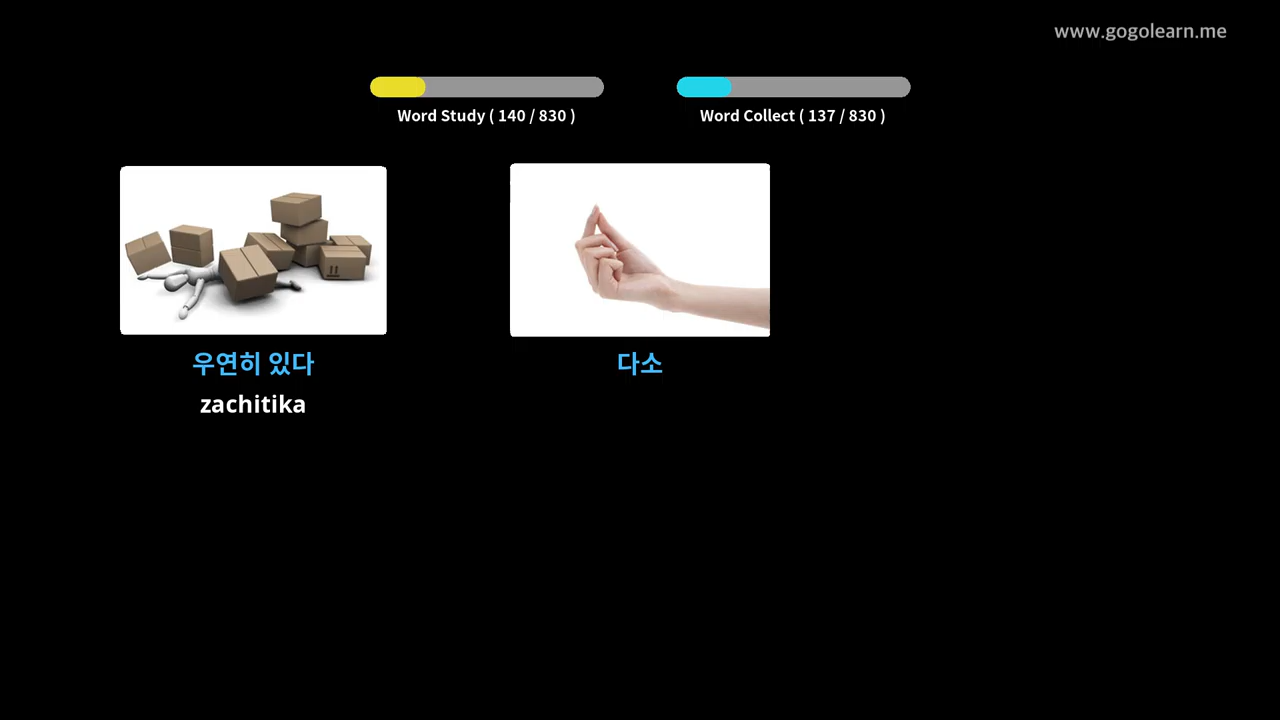 www.gogolearn.me
Word Study ( 140 / 830 )
Word Collect ( 137 / 830 )
우연히 있다
zachitika
다소